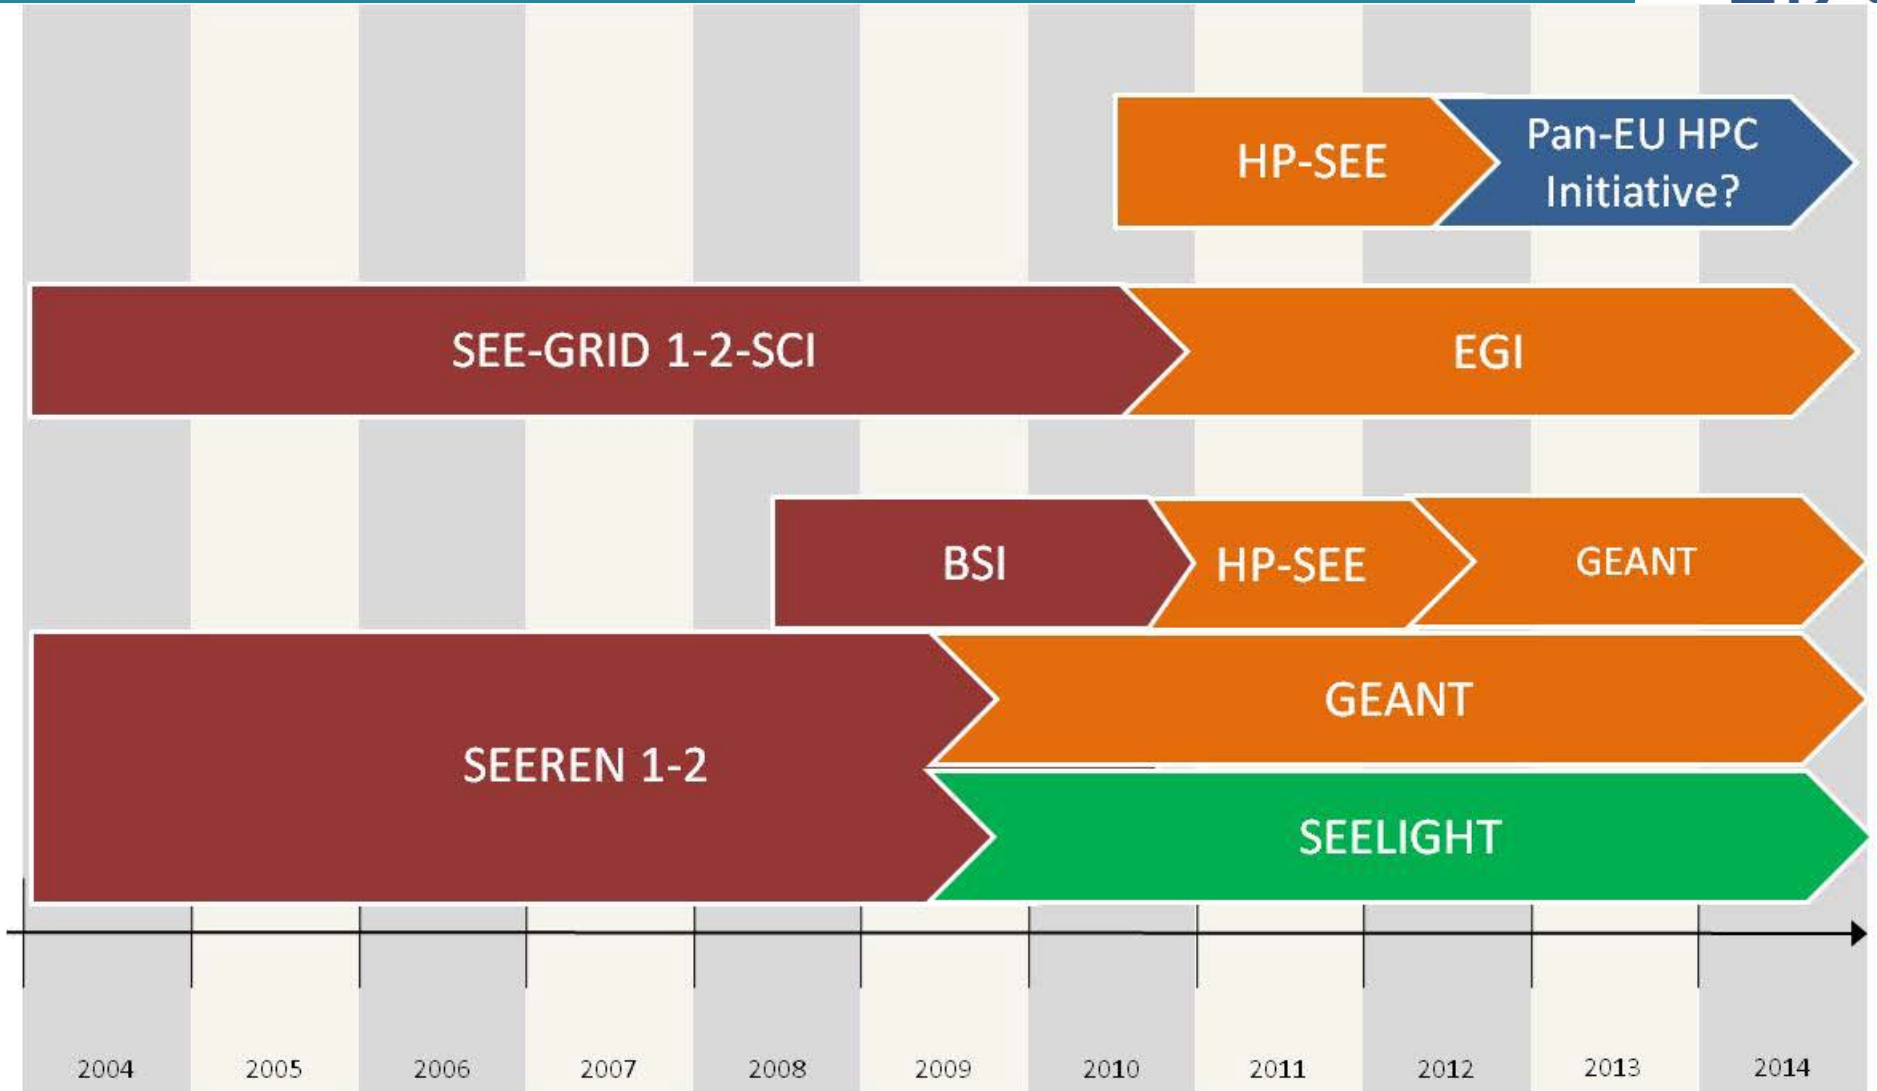 HP-SEE
Pan-EU HPC
Initiative?
SEE-GRID 1-2-SCI
EGI
BSI
HP-SEE
GEANT
SEEREN 1-2
GEANT
SEELIGHT
2004
2005
2006
2007
2008
2009
2010
2011
2012
2013
2014